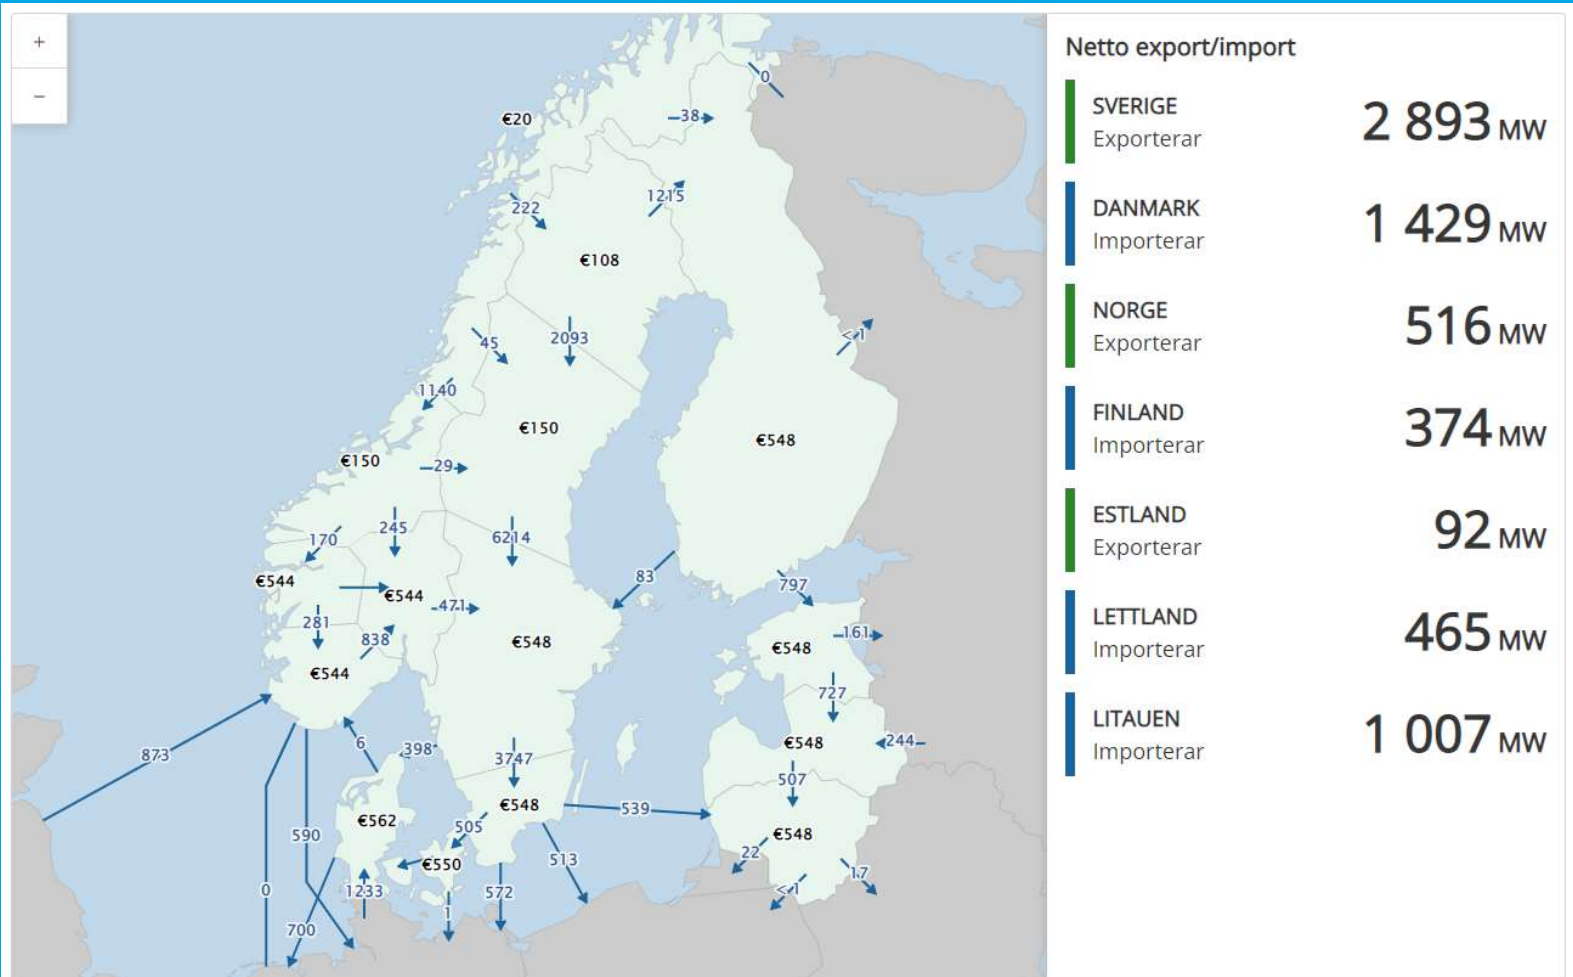 +
−
Netto export/import
SVERIGE
Exporterar
2 893 MW
DANMARK
Importerar
1 429 MW
NORGE
Exporterar
516 MW
FINLAND
Importerar
374 MW
ESTLAND
Exporterar
92 MW
LETTLAND
Importerar
465 MW
LITAUEN
Importerar
1 007 MW
0
€20
38
1215
222
€108
<1
45
2093
1140
€150
€548
€150
29
245
6214
170
83
€544
797
€544
471
281
161
838
€548
€548
€544
727
6
398
€548
244
873
3747
507
€548
539
€562
505
590
€548
22
€550
513
17
0
1233
572
<1
1
700